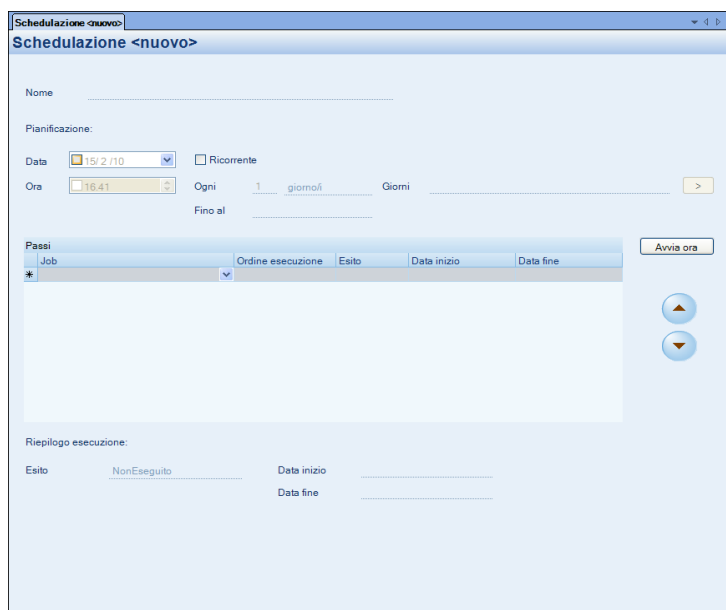 Schedulazione <nuovo>
Schedulazione <nuovo>
Nome
Pianificazione:
Data 15/ 2 /10 Ricorrente
Ora 16.41 Ogni 1 giorno/i Giorni >
Fino al
Passi Avvia ora
Job Ordine esecuzione Esito Data inizio Data fine
*
Riepilogo esecuzione:
Esito NonEseguito Data inizio
Data fine